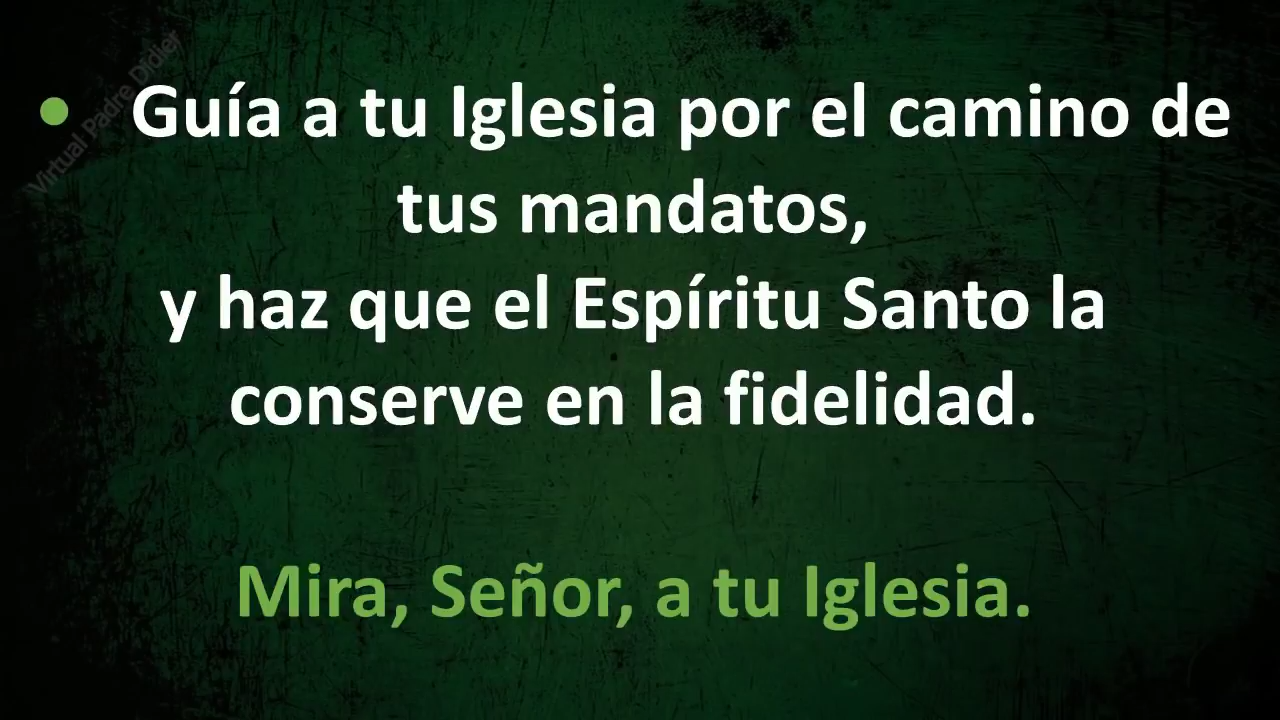 Virtual Padre Didier
• Guía a tu Iglesia por el camino de
tus mandatos,
y haz que el Espíritu Santo la
conserve en la fidelidad.
Mira, Señor, a tu Iglesia.